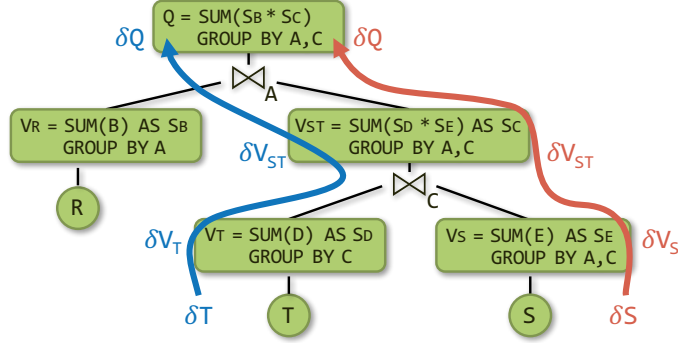 Q = SUM(SB * SC)
GROUP BY A,C
δQ
δQ
⋈A
VR = SUM(B) AS SB
GROUP BY A
VST = SUM(SD * SE) AS SC
GROUP BY A,C
δVST
δVST
R
⋈C
δVT
VT = SUM(D) AS SD
GROUP BY C
VS = SUM(E) AS SE
GROUP BY A,C
δVS
δT
T
S
δS